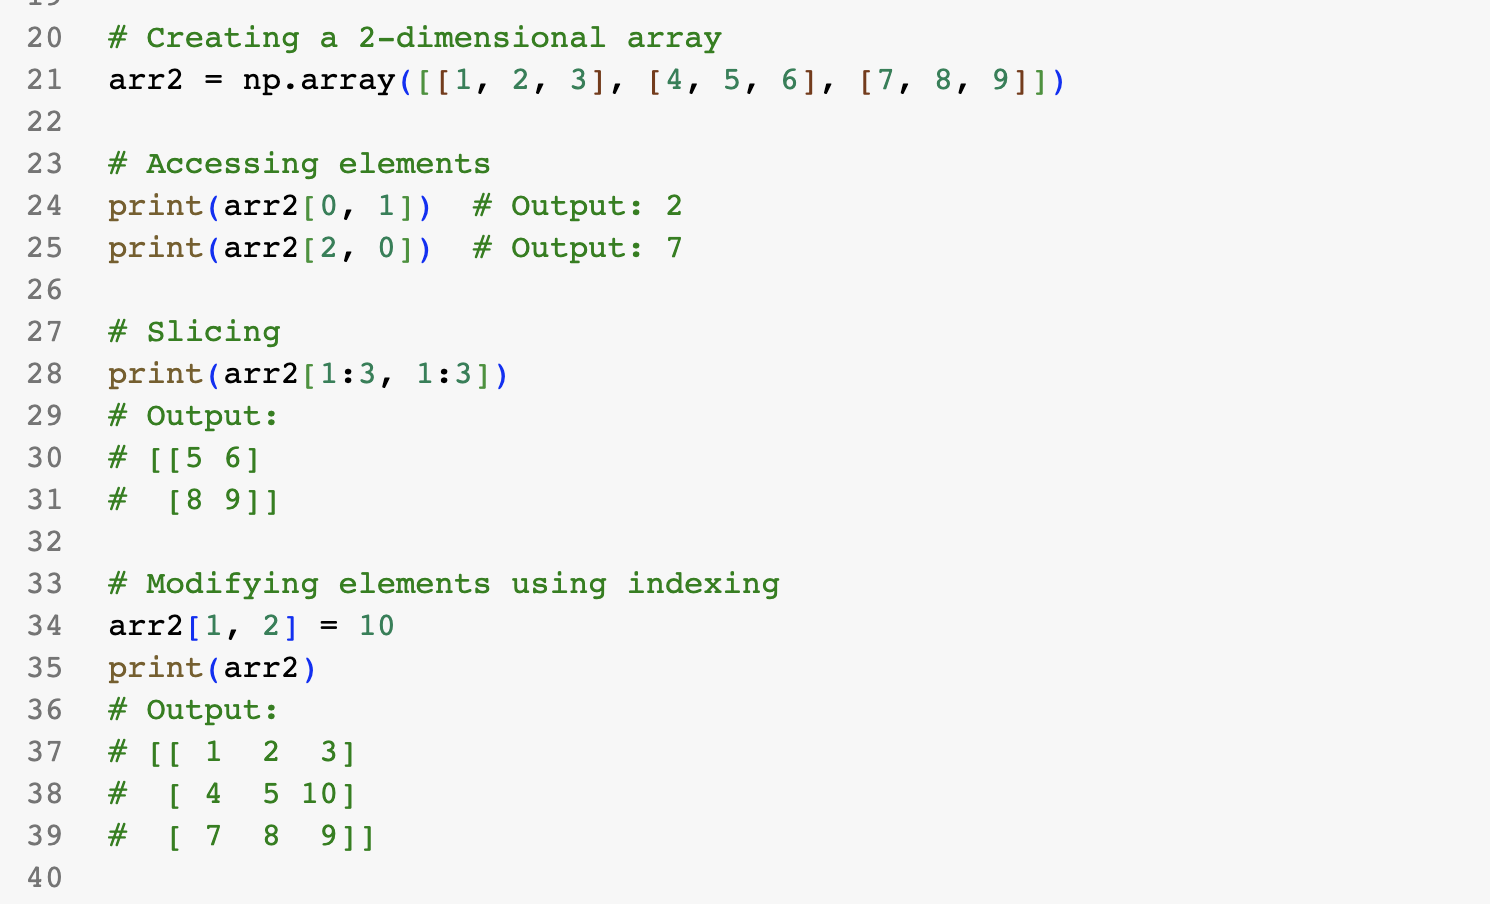 19
20 # Creating a 2-dimensional array
21 arr2 = np.array([[1, 2, 3], [4, 5, 6], [7, 8, 9]])
22
23 # Accessing elements
24 print(arr2[0, 1])  # Output: 2
25 print(arr2[2, 0])  # Output: 7
26
27 # Slicing
28 print(arr2[1:3, 1:3])
29 # Output:
30 # [[5 6]
31 #  [8 9]]
32
33 # Modifying elements using indexing
34 arr2[1, 2] = 10
35 print(arr2)
36 # Output:
37 # [[ 1  2  3]
38 #  [ 4  5 10]
39 #  [ 7  8  9]]
40